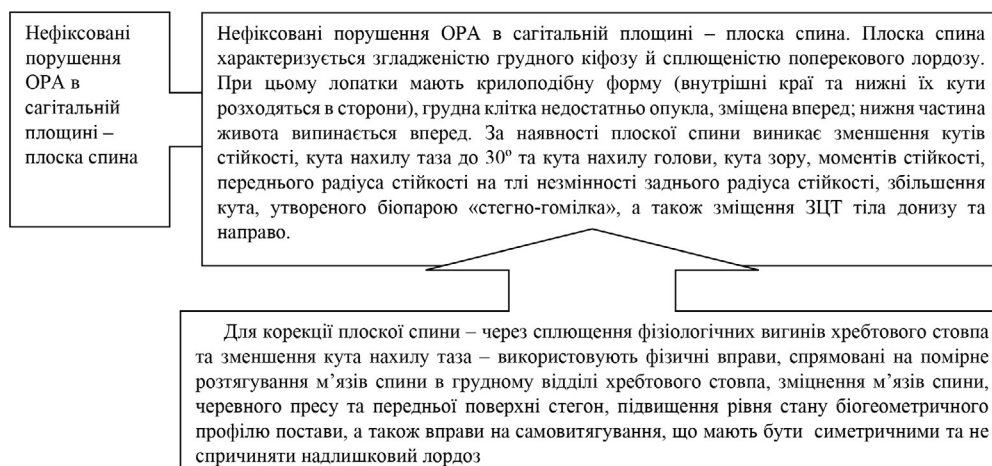 Нефіксовані
порушення
ОРА в
сагітальній
площині –
плоска спина
Нефіксовані порушення ОРА в сагітальній площині – плоска спина. Плоска спина
характеризується згладженістю грудного кіфозу й сплющеністю поперекового лордозу.
При цьому лопатки мають крилоподібну форму (внутрішні краї та нижні їх кути
розходяться в сторони), грудна клітка недостатньо опукла, зміщена вперед; нижня частина
живота випинається вперед. За наявності плоскої спини виникає зменшення кутів
стійкості, кута нахилу таза до 30º та кута нахилу голови, кута зору, моментів стійкості,
переднього радіуса стійкості на тлі незмінності заднього радіуса стійкості, збільшення
кута, утвореного біопарою «стегно-гомілка», а також зміщення ЗЦТ тіла донизу та
направо.
Для корекції плоскої спини – через сплющення фізіологічних вигинів хребтового стовпа
та зменшення кута нахилу таза – використовують фізичні вправи, спрямовані на помірне
розтягування м’язів спини в грудному відділі хребтового стовпа, зміцнення м’язів спини,
черевного пресу та передньої поверхні стегон, підвищення рівня стану біогеометричного
профілю постави, а також вправи на самовитягування, що мають бути симетричними та не
спричиняти надлишковий лордоз